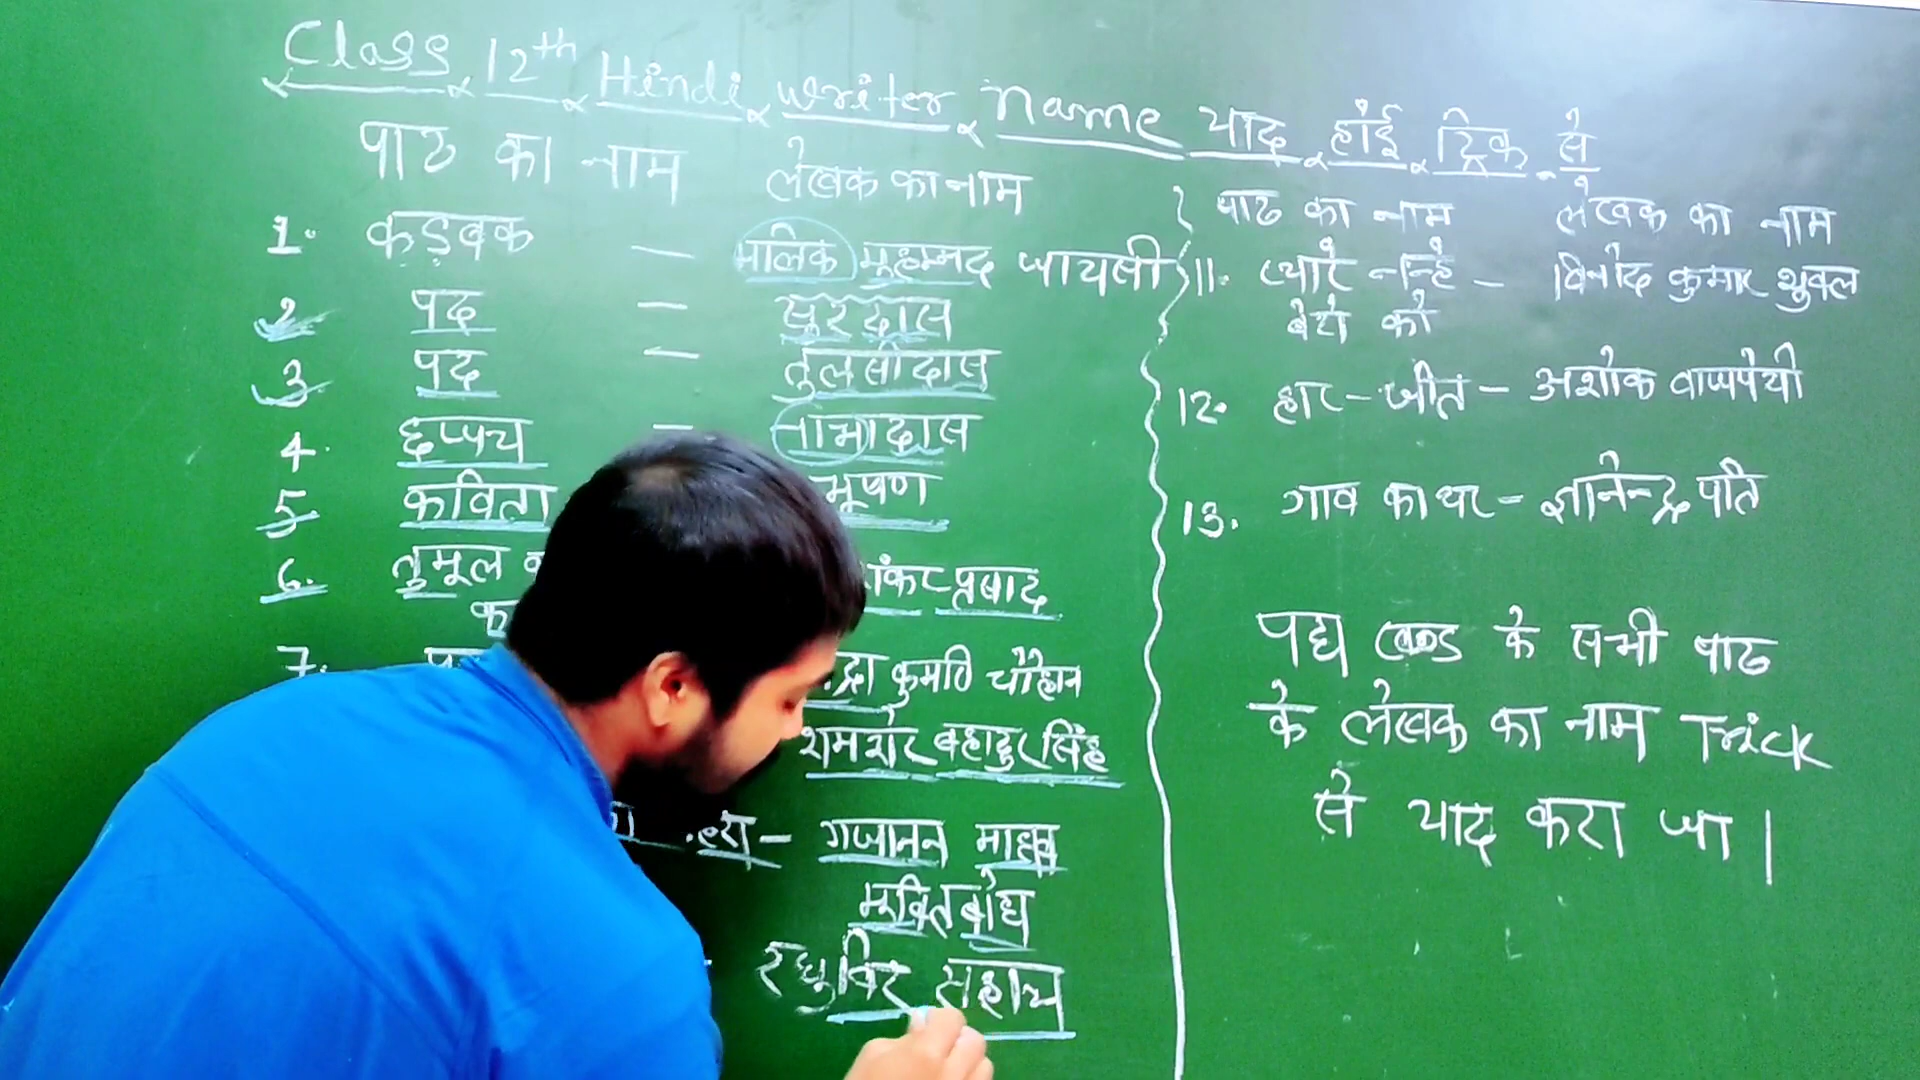 Class 12th Hindi writer Name याद होई ट्रिक से
पाठ का नाम लेखक का नाम
1. कड़बक – मलिक मुहम्मद जायसी
2 पद – सुरदास
3 पद – तुलसीदास
4. छप्पय – नाभादास
5 कविता भूषण
6. तुमूल प्रसाद
7. कुमारी चौहान
शमशेर बहादुर सिंह
– गजानन माधव
मुक्तिबोध
रघुविर सहाय
पाठ का नाम लेखक का नाम
11. प्यारे नन्हे – विनोद कुमार शुक्ल
बेटे को
12. हार – जीत – अशोक वाजपेयी
13. गाव का घर – ज्ञानेन्द्र पति
पद्य खण्ड के सभी पाठ
के लेखक का नाम Trick
से याद करा जा |